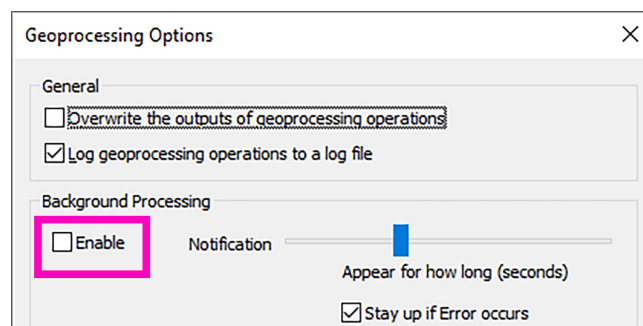 Geoprocessing Options
General
Overwrite the outputs of geoprocessing operations
Log geoprocessing operations to a log file
Background Processing
Enable
Notification
Appear for how long (seconds)
Stay up if Error occurs